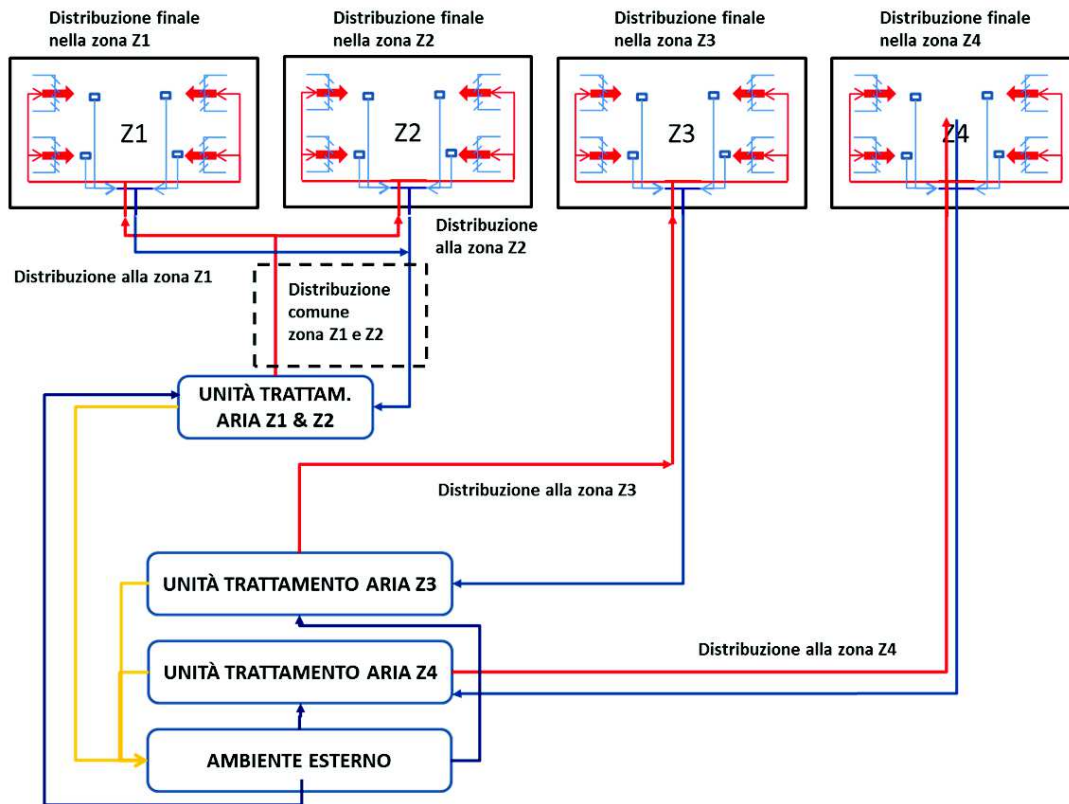 Distribuzione finale
nella zona Z1
Distribuzione finale
nella zona Z2
Distribuzione finale
nella zona Z3
Distribuzione finale
nella zona Z4
Z1
Z2
Z3
Z4
Distribuzione
alla zona Z2
Distribuzione alla zona Z1
Distribuzione
comune
zona Z1 e Z2
UNITÀ TRATTAM.
ARIA Z1 & Z2
Distribuzione alla zona Z3
UNITÀ TRATTAMENTO ARIA Z3
Distribuzione alla zona Z4
UNITÀ TRATTAMENTO ARIA Z4
AMBIENTE ESTERNO